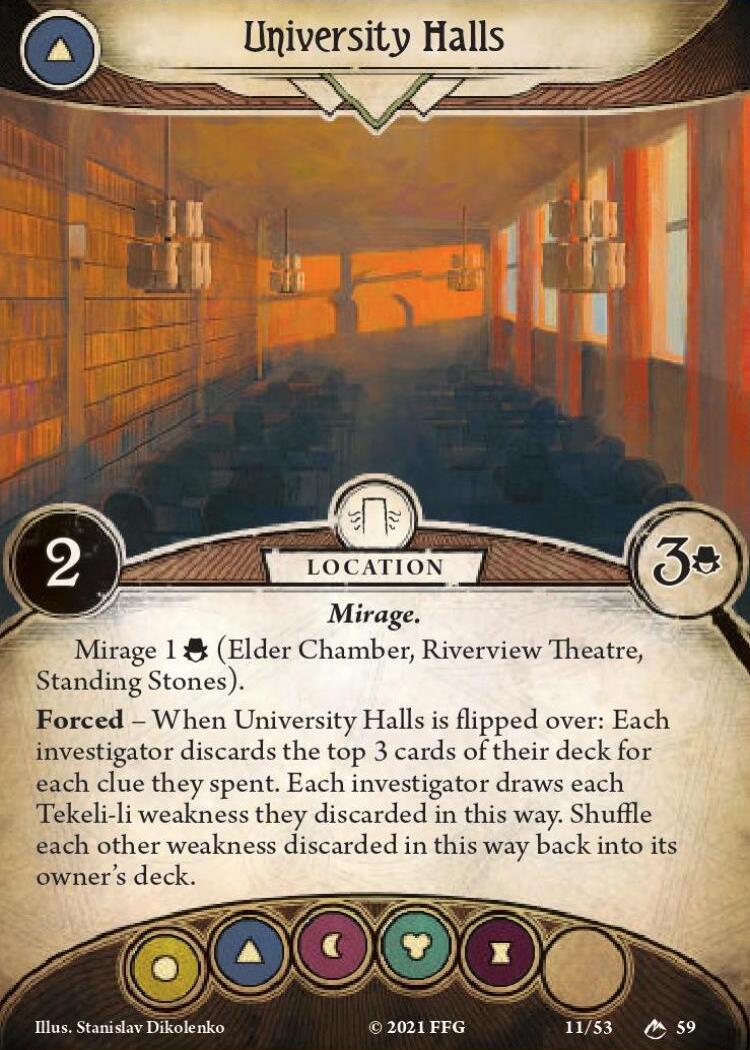 University Halls
2
LOCATION
3
Mirage.
Mirage 1 (Elder Chamber, Riverview Theatre,
Standing Stones).
Forced – When University Halls is flipped over: Each
investigator discards the top 3 cards of their deck for
each clue they spent. Each investigator draws each
Tekeli-li weakness they discarded in this way. Shuffle
each other weakness discarded in this way back into its
owner's deck.
Illus. Stanislav Dikolenko © 2021 FFG 11/53 59